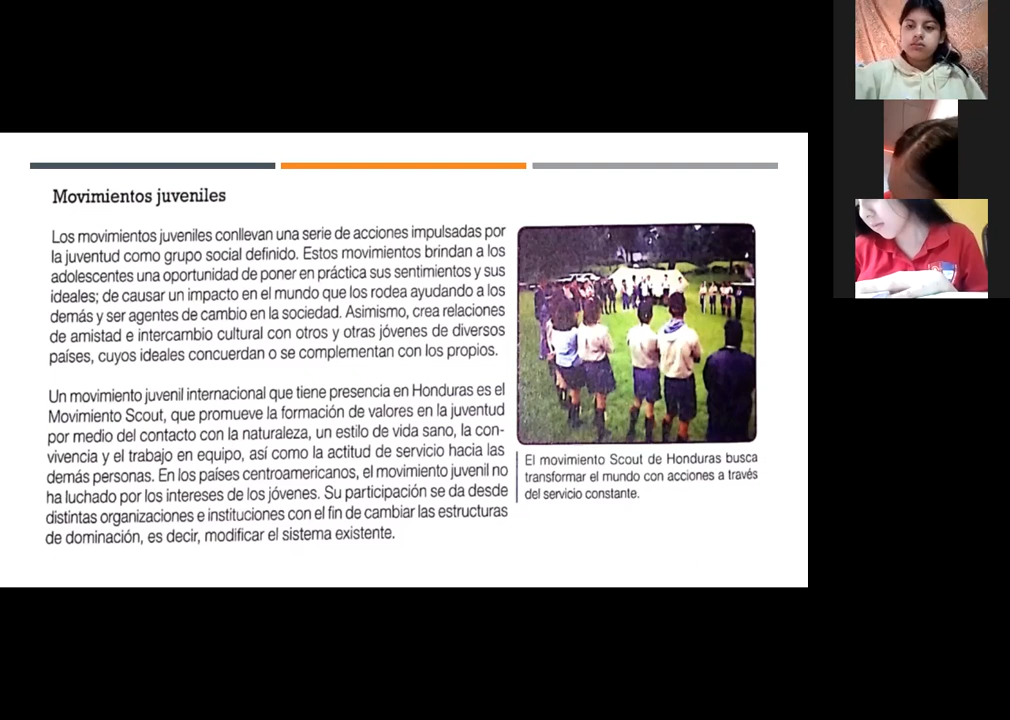 Movimientos juveniles
Los movimientos juveniles conllevan una serie de acciones impulsadas por
la juventud como grupo social definido. Estos movimientos brindan a los
adolescentes una oportunidad de poner en práctica sus sentimientos y sus
ideales; de causar un impacto en el mundo que los rodea ayudando a los
demás y ser agentes de cambio en la sociedad. Asimismo, crea relaciones
de amistad e intercambio cultural con otros y otras jóvenes de diversos
países, cuyos ideales concuerdan o se complementan con los propios.
Un movimiento juvenil internacional que tiene presencia en Honduras es el
Movimiento Scout, que promueve la formación de valores en la juventud
por medio del contacto con la naturaleza, un estilo de vida sano, la con-
vivencia y el trabajo en equipo, así como la actitud de servicio hacia las
demás personas. En los países centroamericanos, el movimiento juvenil no
ha luchado por los intereses de los jóvenes. Su participación se da desde
distintas organizaciones e instituciones con el fin de cambiar las estructuras
de dominación, es decir, modificar el sistema existente.
El movimiento Scout de Honduras busca
transformar el mundo con acciones a través
del servicio constante.